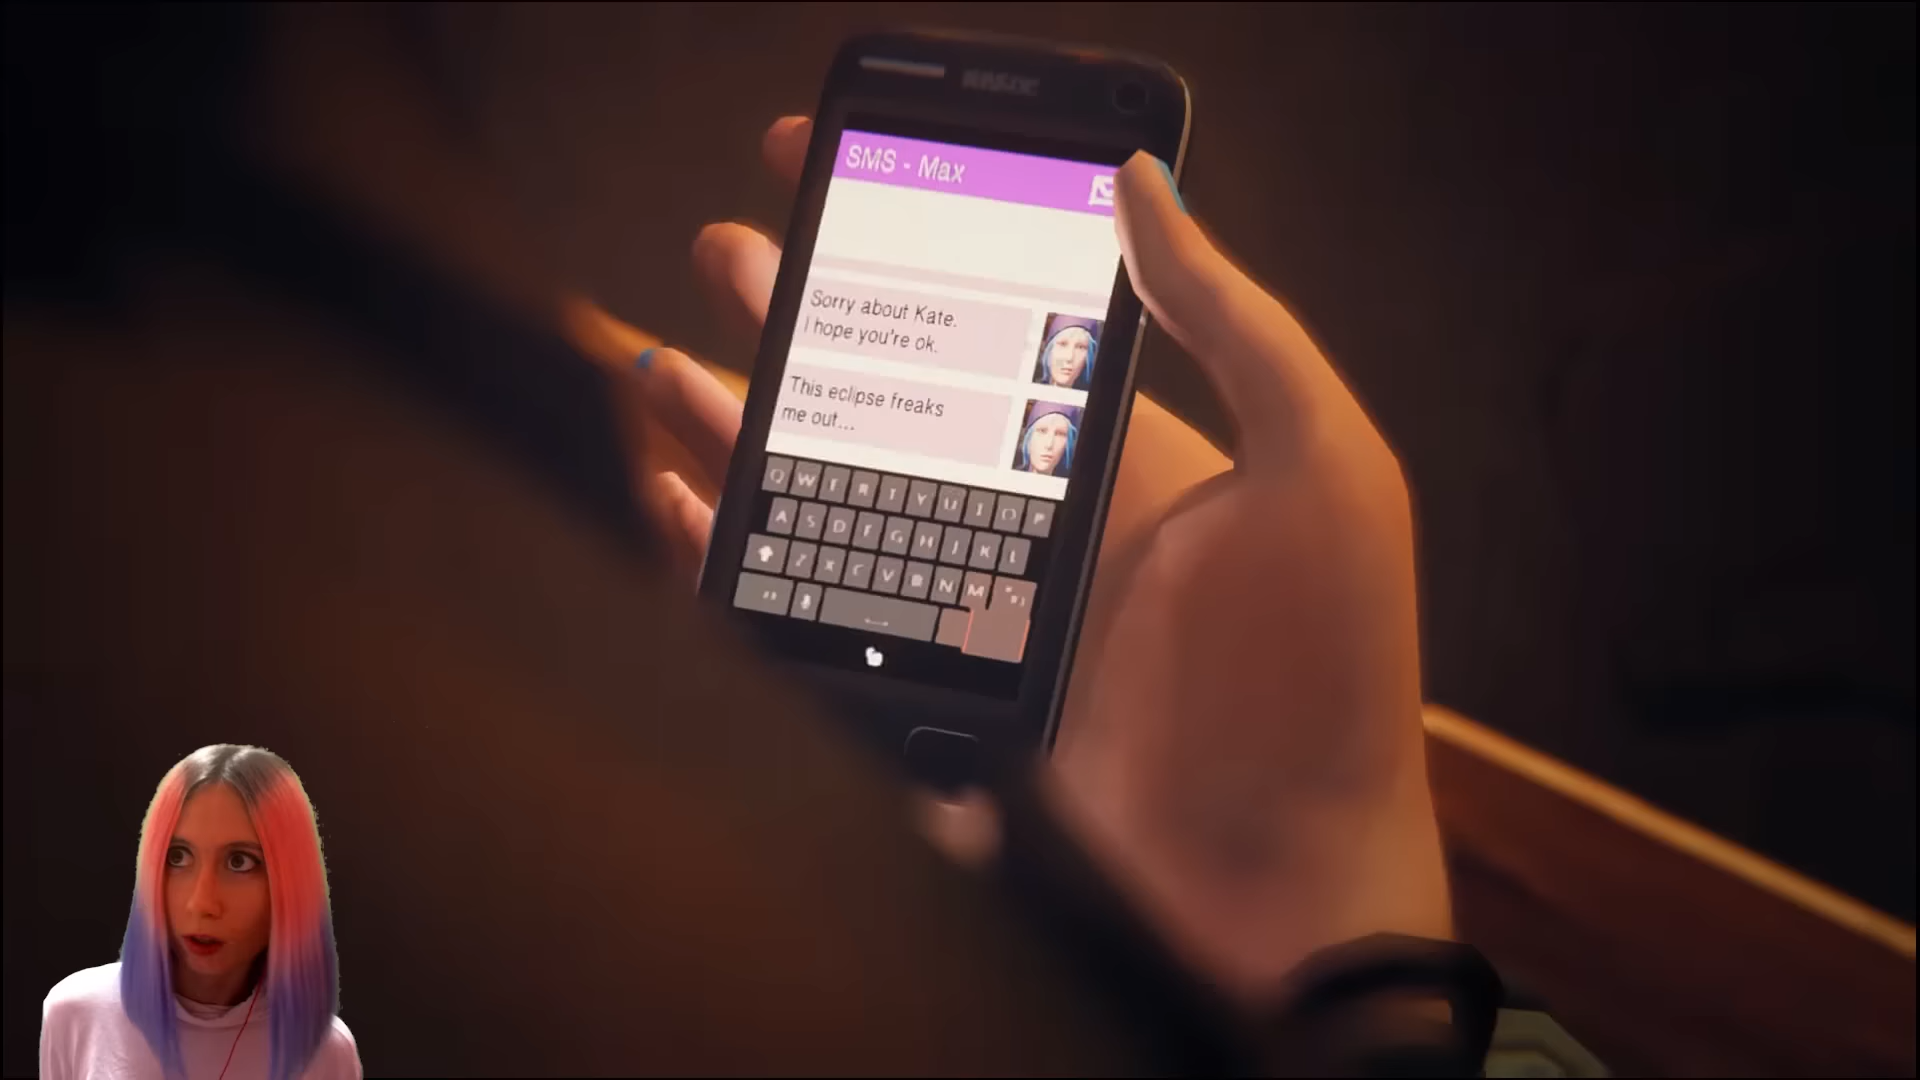 SMS - Max
Sorry about Kate.
I hope you're ok.
This eclipse freaks
me out...
Q W E R T Y U I O P
A S D F G H J K L
Z X C V B N M